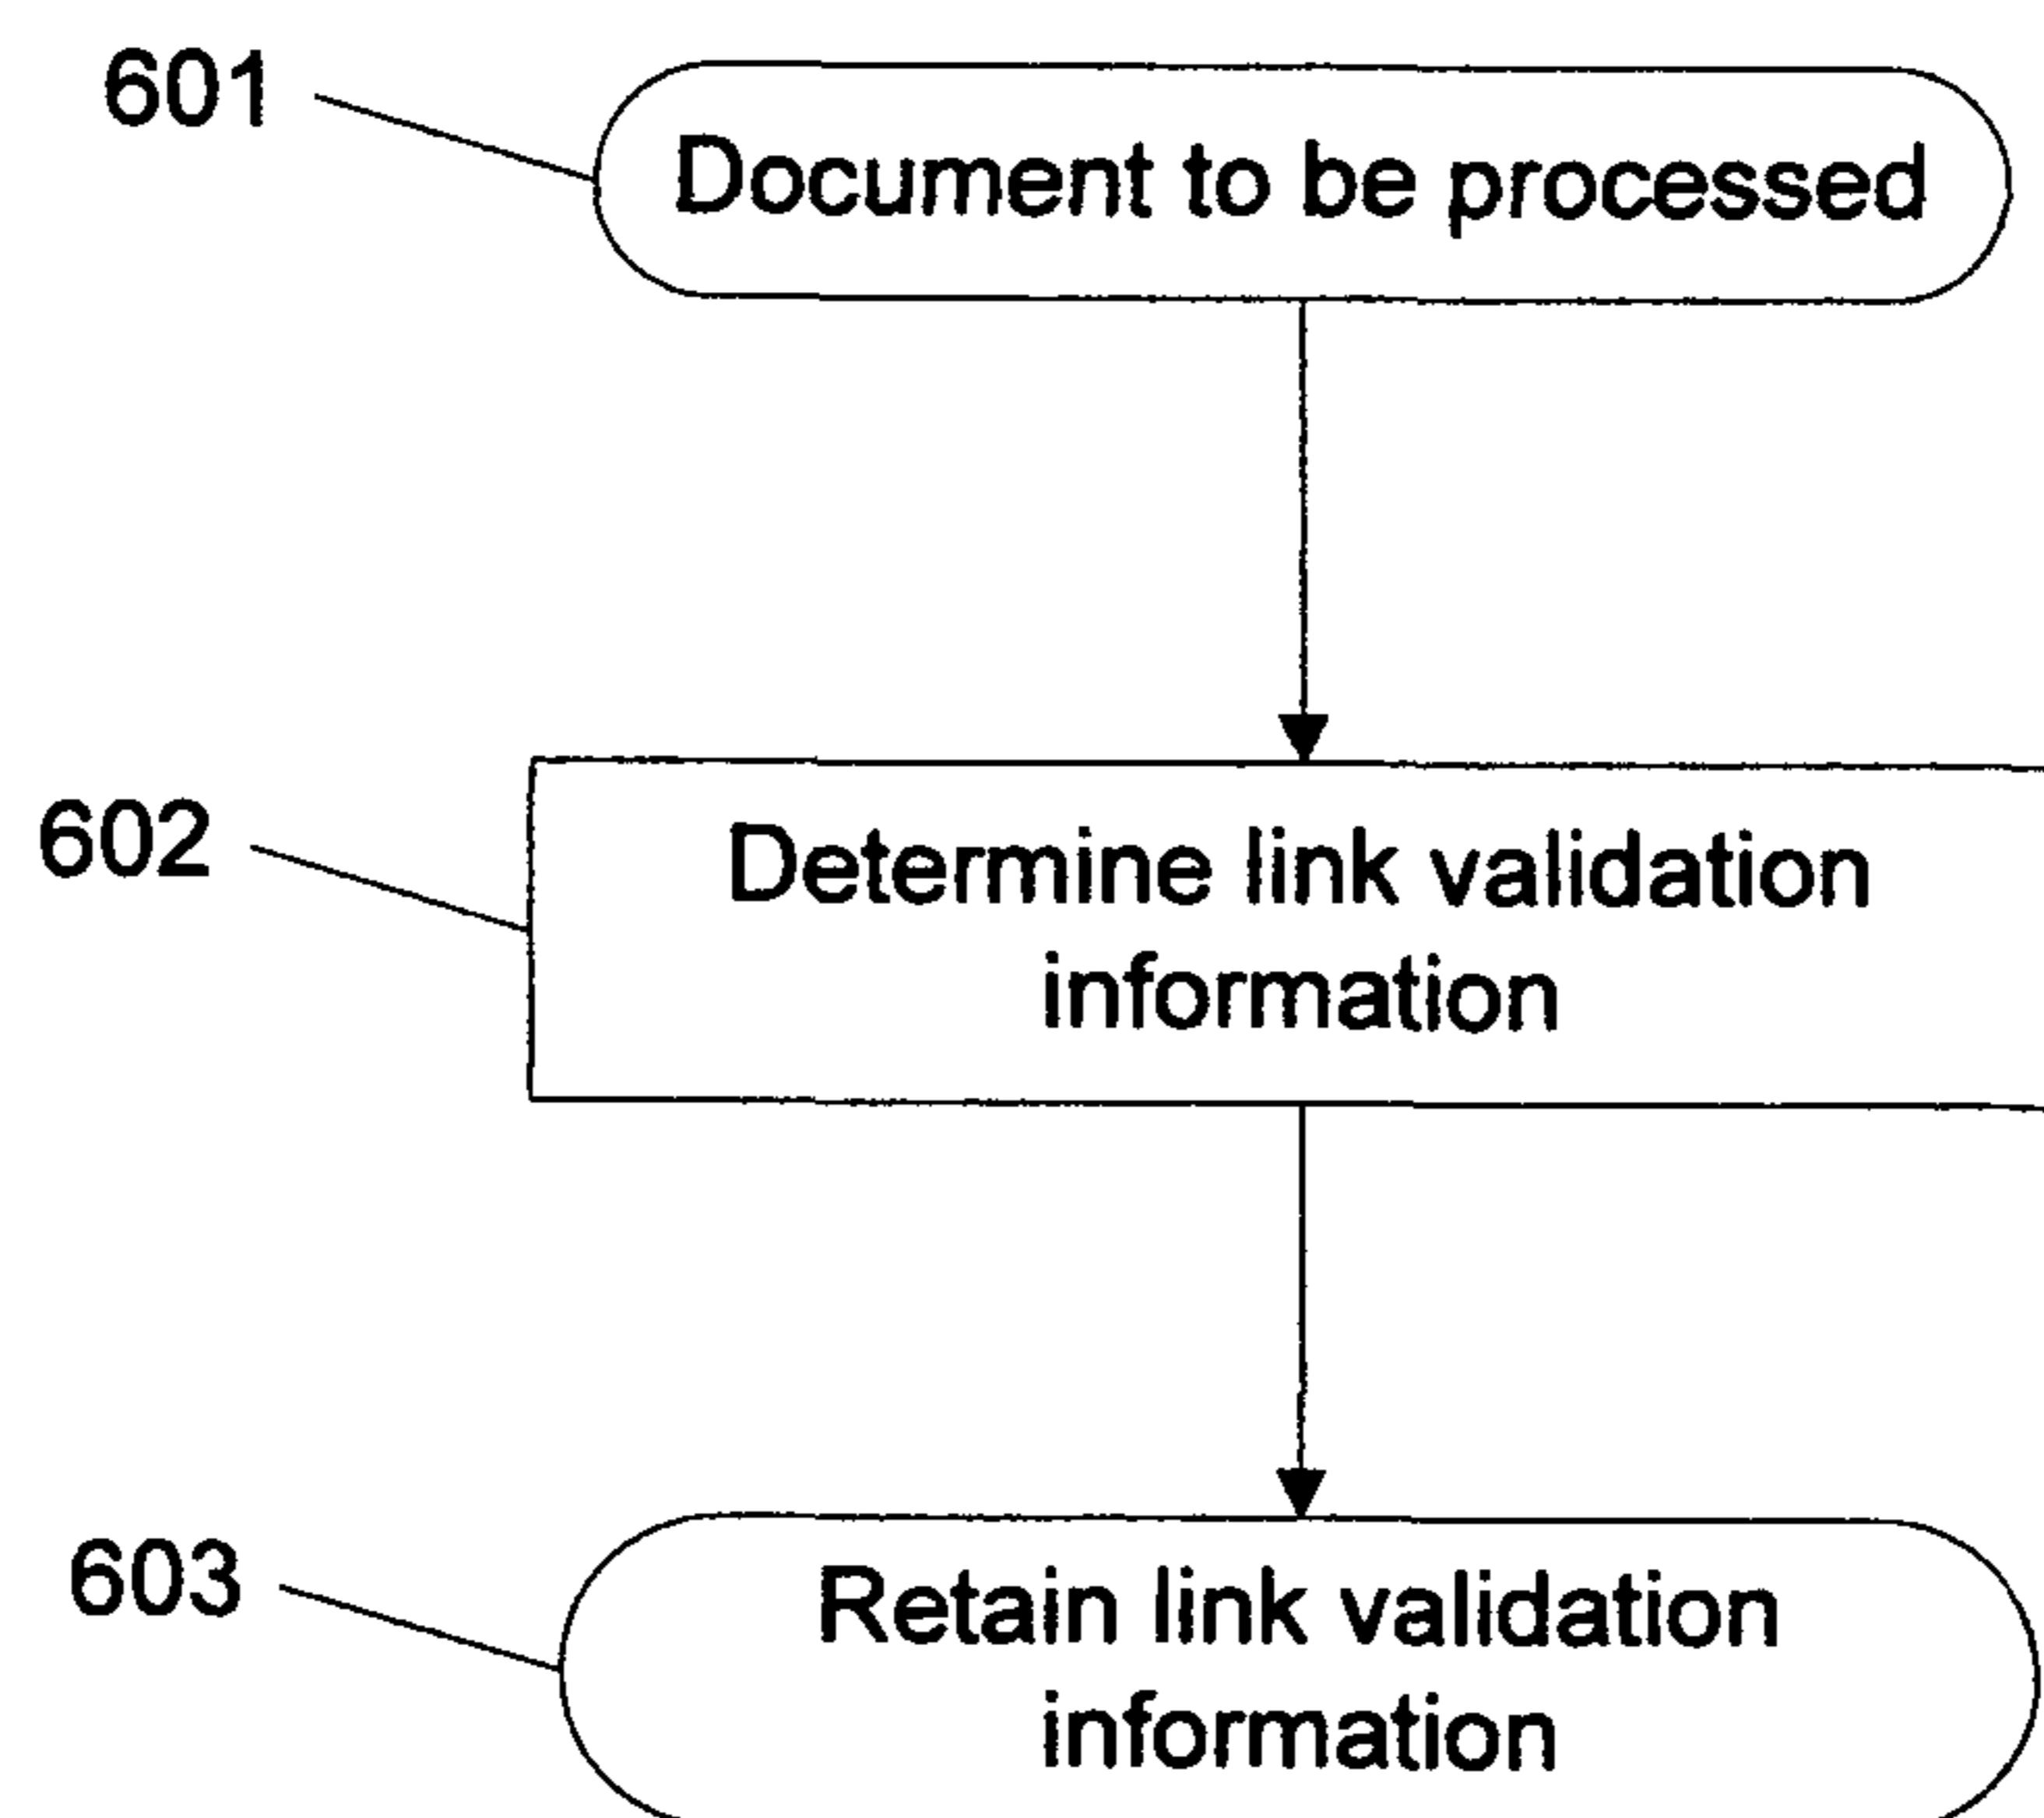 601
Document to be processed
602
Determine link validation
information
603
Retain link validation
information